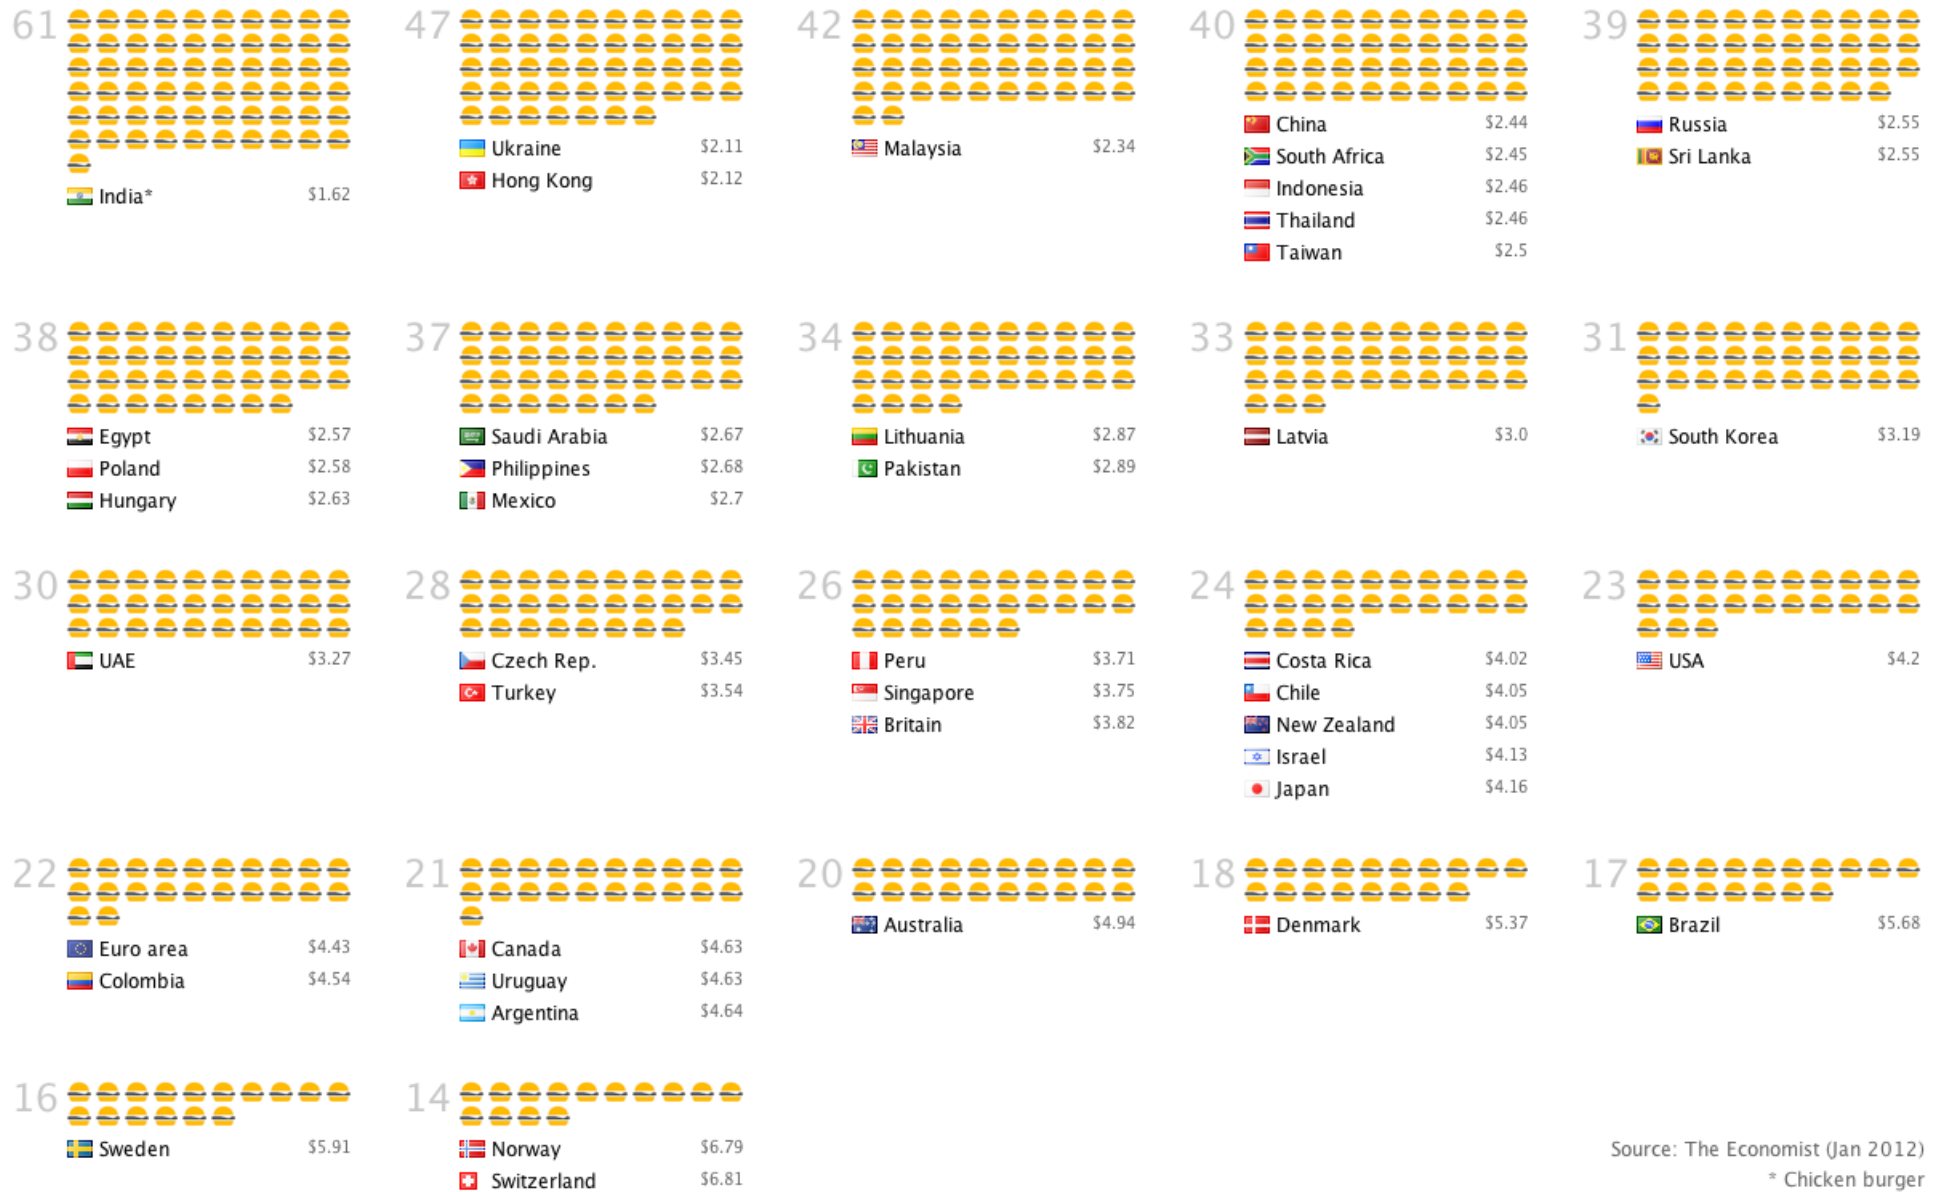 61
India* $1.62
47
Ukraine $2.11
Hong Kong $2.12
42
Malaysia $2.34
40
China $2.44
South Africa $2.45
Indonesia $2.46
Thailand $2.46
Taiwan $2.5
39
Russia $2.55
Sri Lanka $2.55
38
Egypt $2.57
Poland $2.58
Hungary $2.63
37
Saudi Arabia $2.67
Philippines $2.68
Mexico $2.7
34
Lithuania $2.87
Pakistan $2.89
33
Latvia $3.0
31
South Korea $3.19
30
UAE $3.27
28
Czech Rep. $3.45
Turkey $3.54
26
Peru $3.71
Singapore $3.75
Britain $3.82
24
Costa Rica $4.02
Chile $4.05
New Zealand $4.05
Israel $4.13
Japan $4.16
23
USA $4.2
22
Euro area $4.43
Colombia $4.54
21
Canada $4.63
Uruguay $4.63
Argentina $4.64
20
Australia $4.94
18
Denmark $5.37
17
Brazil $5.68
16
Sweden $5.91
14
Norway $6.79
Switzerland $6.81
Source: The Economist (Jan 2012)
* Chicken burger